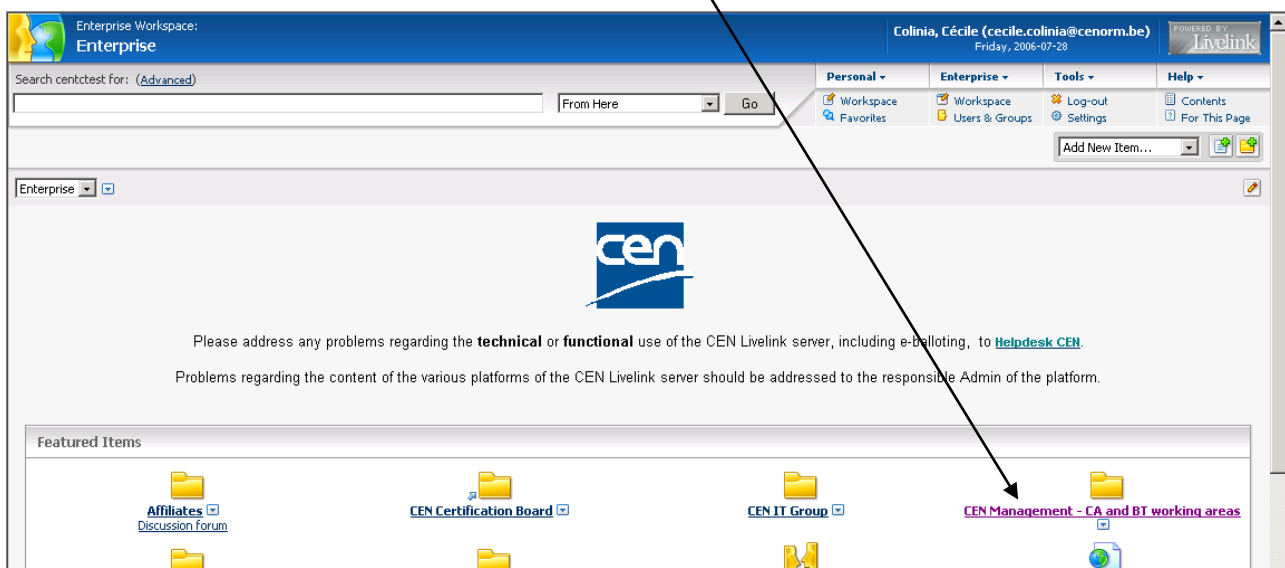 Enterprise Workspace:
Enterprise
Colinia, Cécile (cecile.colinia@cenorm.be)
Friday, 2006-07-28
POWERED BY
Livelink
Search centctest for: (Advanced)
From Here
Go
Personal
Enterprise
Tools
Help
Workspace
Workspace
Log-out
Contents
Favorites
Users & Groups
Settings
For This Page
Add New Item...
Enterprise
cen
Please address any problems regarding the technical or functional use of the CEN Livelink server, including e-balloting, to Helpdesk CEN.
Problems regarding the content of the various platforms of the CEN Livelink server should be addressed to the responsible Admin of the platform.
Featured Items
Affiliates
Discussion forum
CEN Certification Board
CEN IT Group
CEN Management - CA and BT working areas